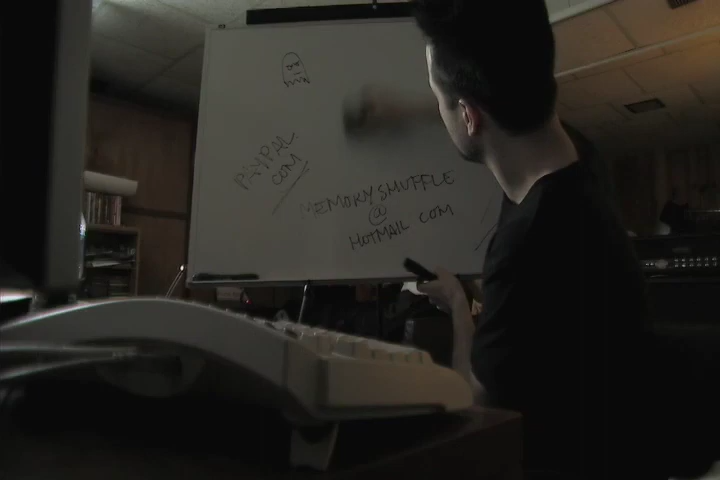 PAYPAL.
COM
MEMORYSHUFFLE
@
HOTMAIL COM